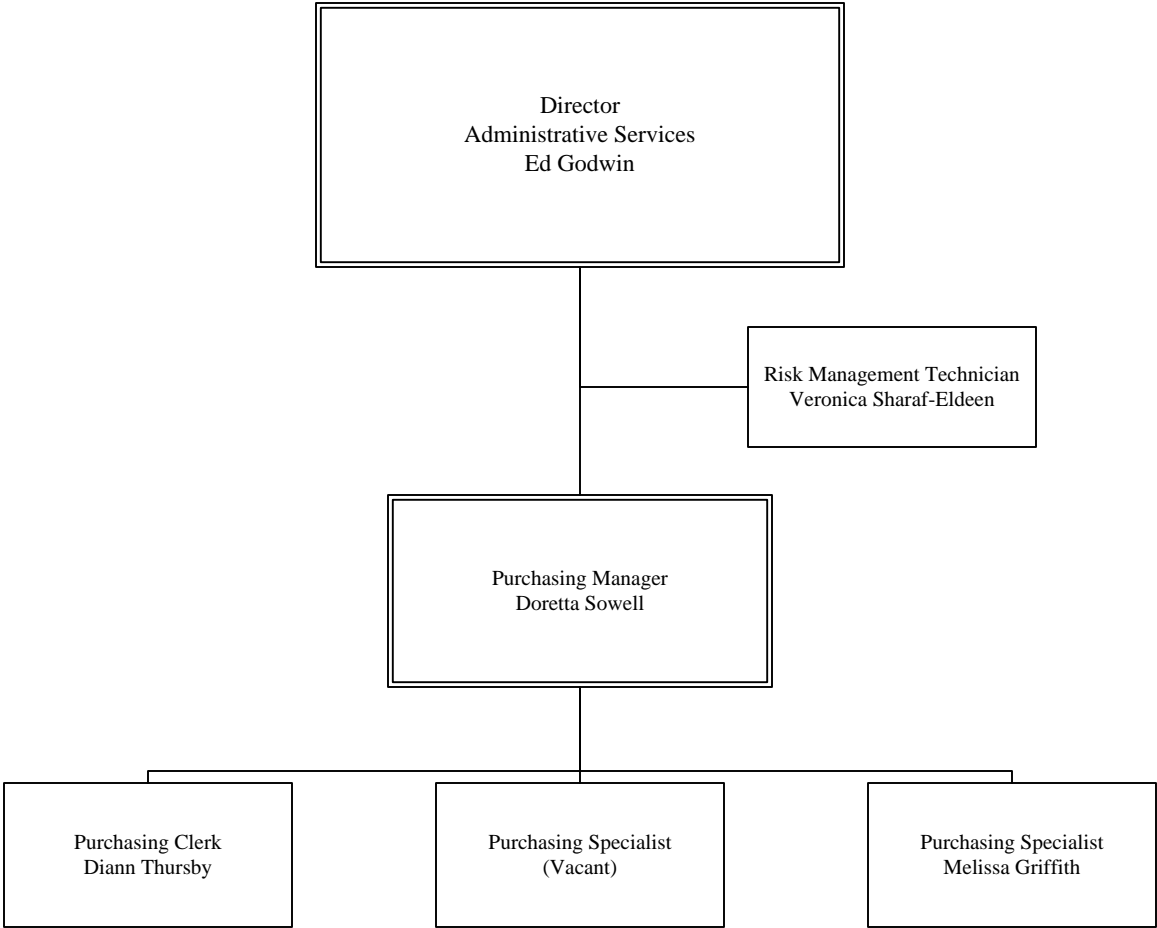 Director
Administrative Services
Ed Godwin
Risk Management Technician
Veronica Sharaf-Eldeen
Purchasing Manager
Doretta Sowell
Purchasing Clerk
Diann Thursby
Purchasing Specialist
(Vacant)
Purchasing Specialist
Melissa Griffith